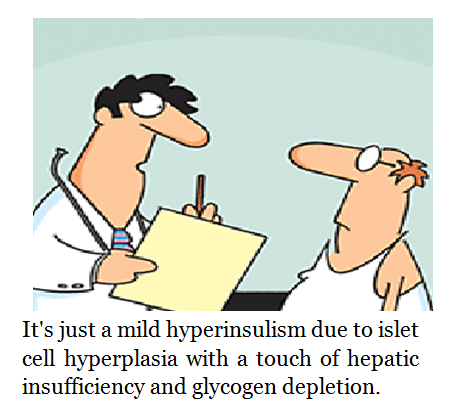 It's just a mild hyperinsulism due to islet
cell hyperplasia with a touch of hepatic
insufficiency and glycogen depletion.